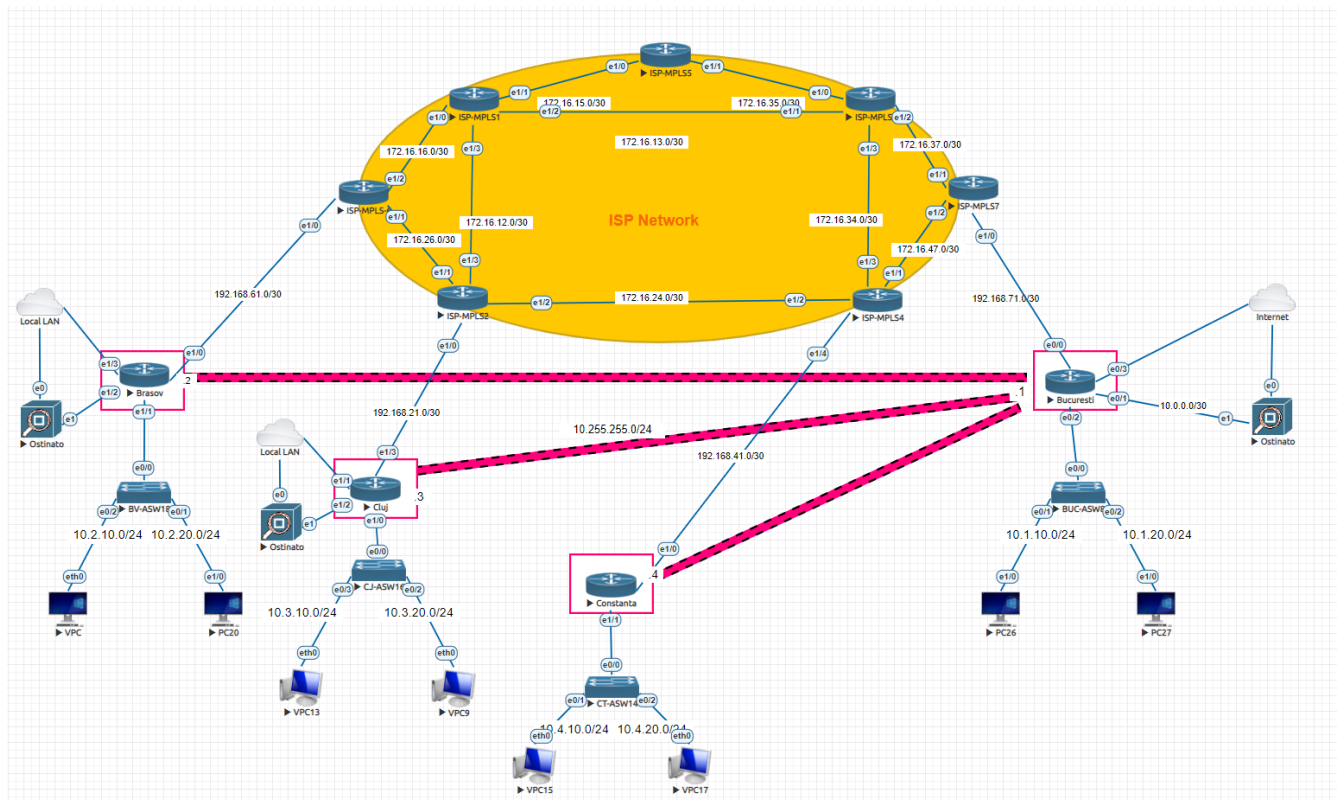 ISP-MPLS5
e1/0
e1/1
e1/1
e1/0
172.16.15.0/30
172.16.35.0/30
e1/2
e1/1
e1/0
ISP-MPLS1
ISP-MPLS
e1/2
172.16.16.0/30
e1/3
172.16.13.0/30
e1/3
172.16.37.0/30
e1/2
e1/1
ISP-MPLS
ISP-MPLS7
e1/1
e1/0
172.16.12.0/30
ISP Network
172.16.34.0/30
e1/2
e1/0
172.16.26.0/30
172.16.47.0/30
e1/3
e1/3
e1/1
e1/1
192.168.61.0/30
e1/2
172.16.24.0/30
e1/2
192.168.71.0/30
ISP-MPLS2
ISP-MPLS4
Local LAN
Internet
e1/0
e1/0
e1/4
e0/0
e1/3
e0/3
.2
e0
e1/2
Brasov
.1
Bucuresti
e0/1
10.0.0.0/30
e0
e1
e1/1
192.168.21.0/30
e0/2
e1
Ostinato
10.255.255.0/24
Ostinato
Local LAN
e1/3
192.168.41.0/30
e0/0
e1/1
e0/0
e0
.3
BV-ASW18
e1/2
Cluj
BUC-ASW8
e0/2
e0/1
e1
e1/0
e0/1
e0/2
10.2.10.0/24
10.2.20.0/24
10.1.10.0/24
10.1.20.0/24
Ostinato
e0/0
e1/0
eth0
e1/0
.4
e1/0
e1/0
CJ-ASW16
e0/3
e0/2
Constanta
10.3.10.0/24
10.3.20.0/24
e1/1
VPC
PC20
PC26
PC27
eth0
eth0
e0/0
e0/1
CT-ASW14
e0/2
VPC13
VPC9
10.4.10.0/24
10.4.20.0/24
eth0
eth0
VPC15
VPC17